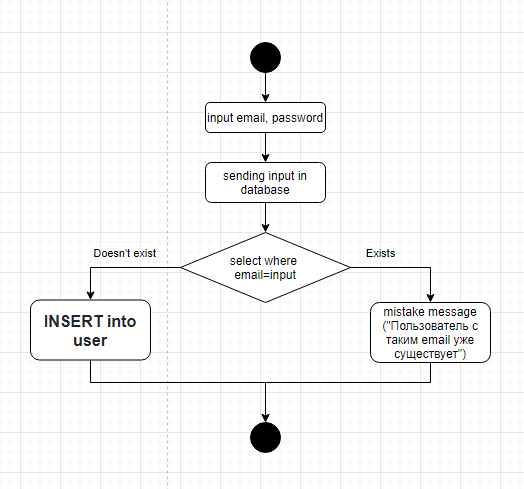 input email, password
sending input in
database
select where
email=input
Doesn't exist
Exists
INSERT into
user
mistake message
("Пользователь с
таким email уже
существует")